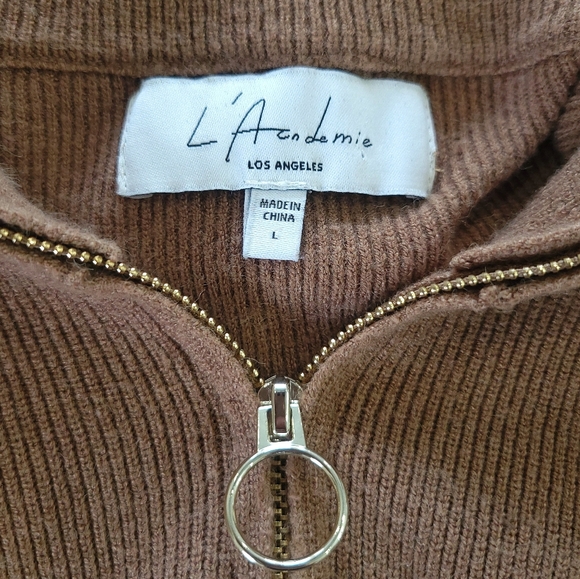 L'Academie
LOS ANGELES
MADE IN
CHINA
L